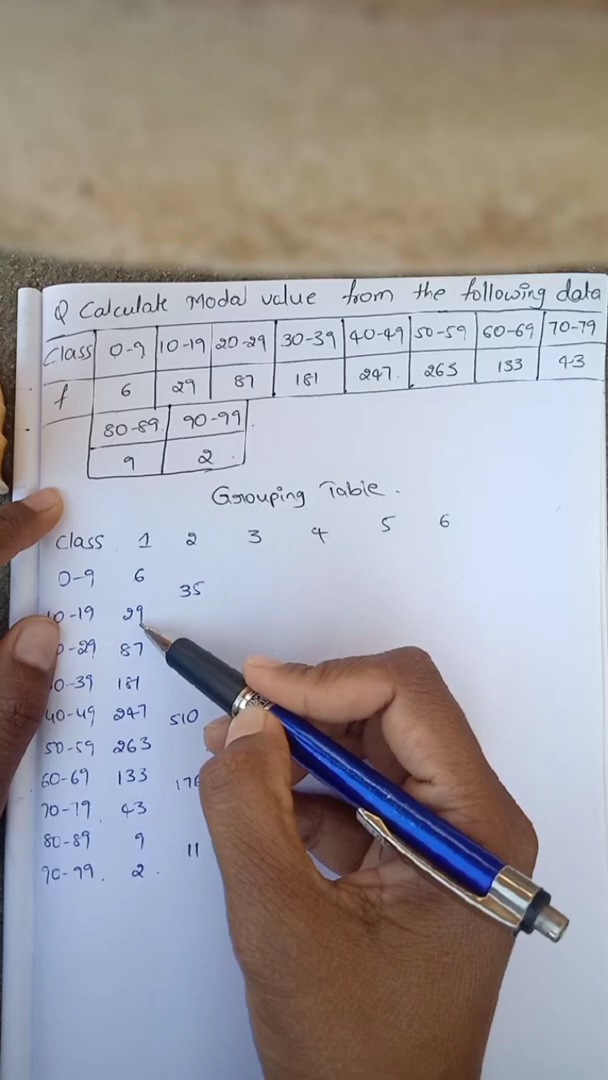 Q Calculate Modal value from the following data
Class 0-9 10-19 20-29 30-39 40-49 50-59 60-69 70-79
f 6 29 87 181 247. 263 133 43
80-89 90-99
9 2
Grouping Table.
Class 1 2 3 4 5 6
0-9 6
35
10-19 29
-29 87
0-39 181
40-49 247 510
50-59 263
60-69 133 176
70-79 43
80-89 9
11
90-99. 2.